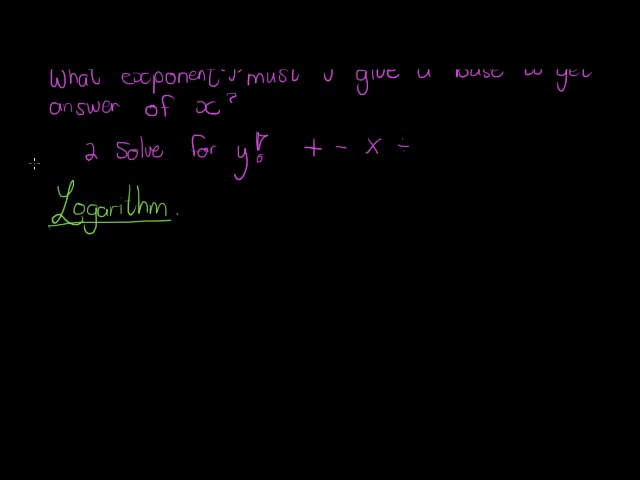 What exponent must I give a base to get
answer of x?
2 Solve for y! + - x ÷
Logarithm.